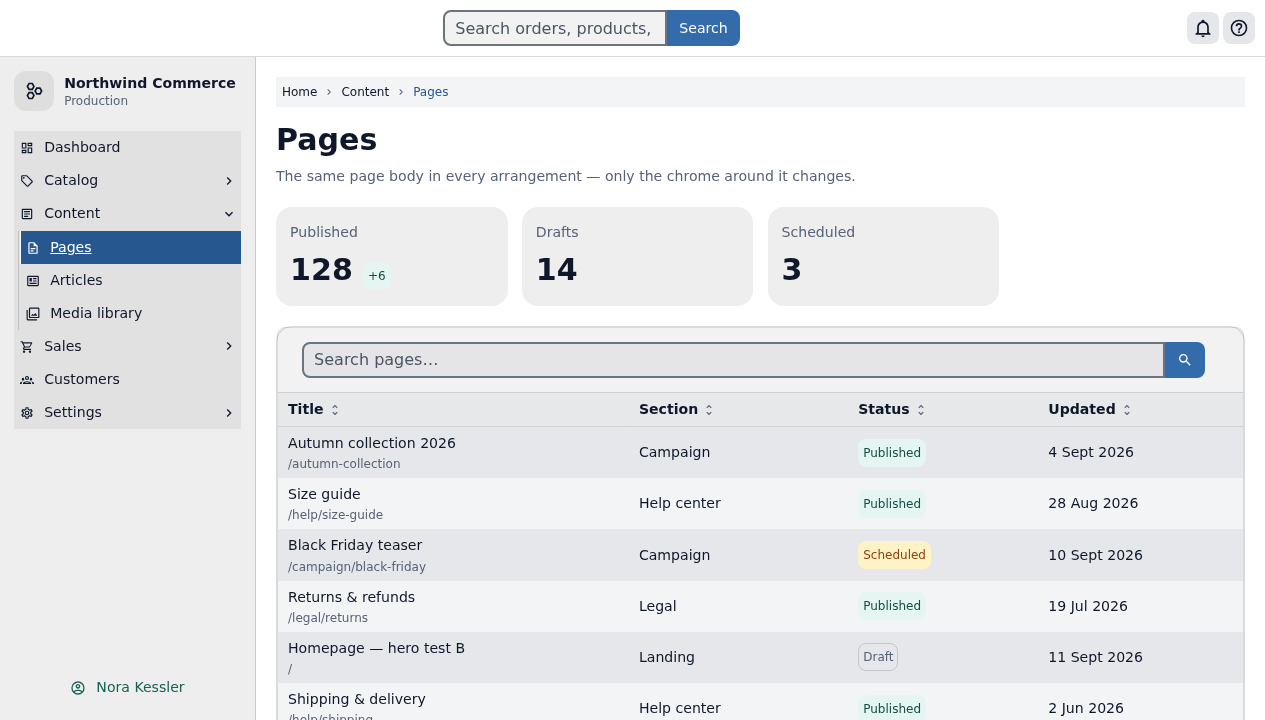 Search orders, products,
Search
Northwind Commerce
Production
Dashboard
Catalog
Content
Pages
Articles
Media library
Sales
Customers
Settings
Nora Kessler
Home › Content › Pages
Pages
The same page body in every arrangement — only the chrome around it changes.
Published
128 +6
Drafts
14
Scheduled
3
Search pages…
Title Section Status Updated
Autumn collection 2026
/autumn-collection
Campaign Published 4 Sept 2026
Size guide
/help/size-guide
Help center Published 28 Aug 2026
Black Friday teaser
/campaign/black-friday
Campaign Scheduled 10 Sept 2026
Returns & refunds
/legal/returns
Legal Published 19 Jul 2026
Homepage — hero test B
/
Landing Draft 11 Sept 2026
Shipping & delivery
/help/shipping
Help center Published 2 Jun 2026